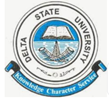 DELTA STATE UNIVERSITY
Knowledge Character Service